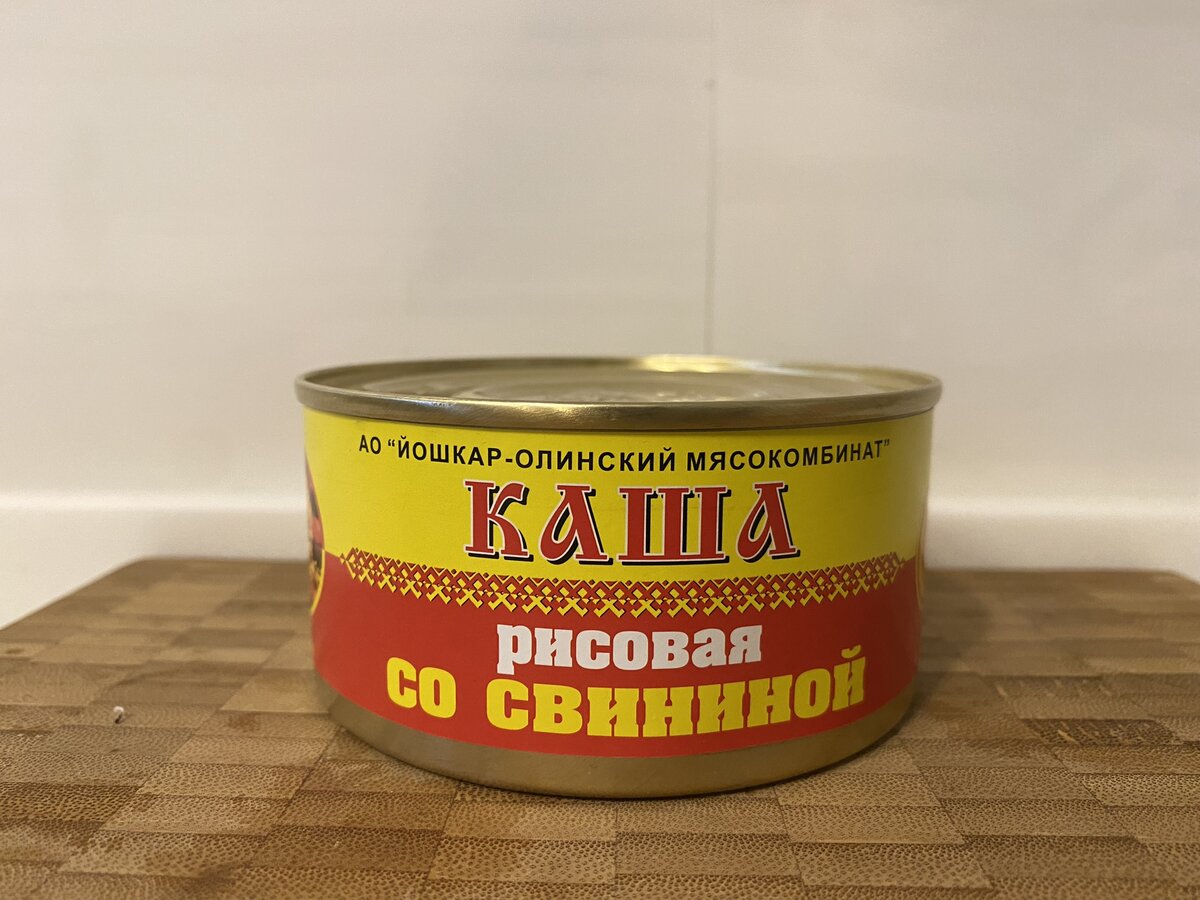 АО "ЙОШКАР-ОЛИНСКИЙ МЯСОКОМБИНАТ"
КАША
рисовая
со свининой